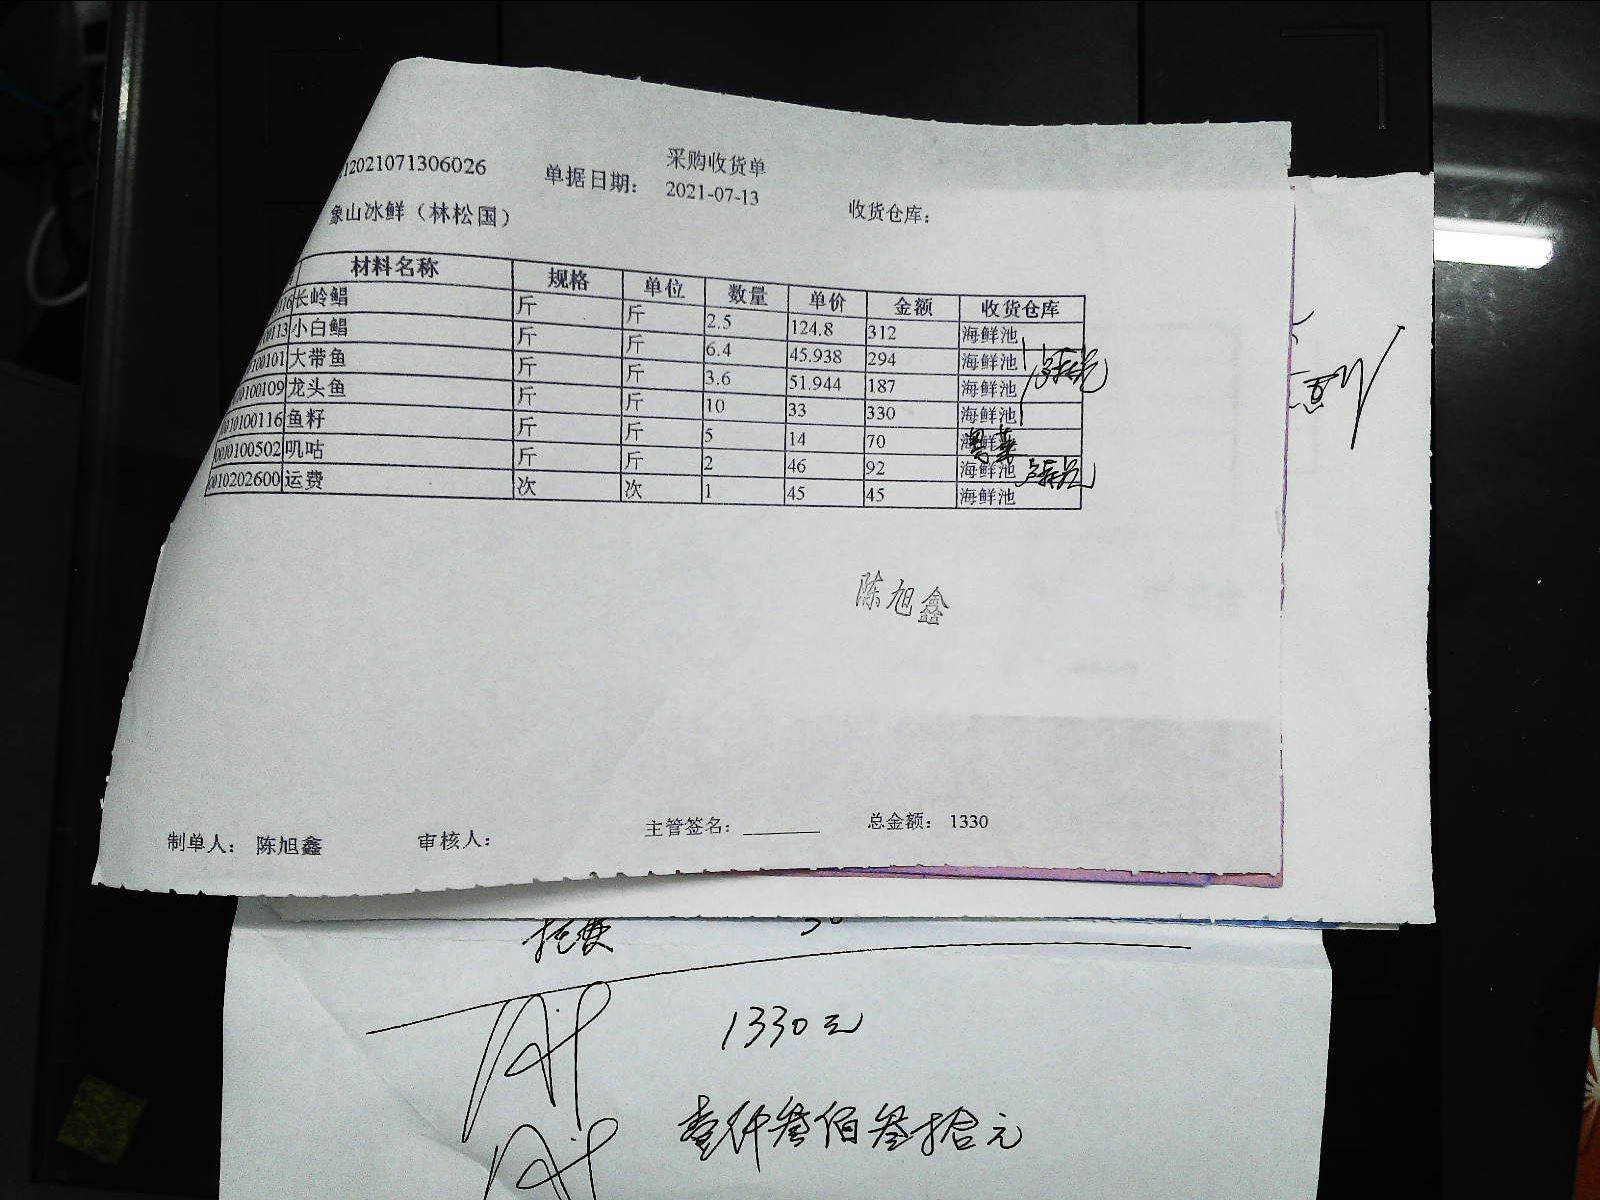 采购收货单
12021071306026 单据日期： 2021-07-13 收货仓库：
象山冰鲜（林松国）
材料名称 规格 单位 数量 单价 金额 收货仓库
116 长岭鲳 斤 斤 2.5 124.8 312 海鲜池
113 小白鲳 斤 斤 6.4 45.938 294 海鲜池
00101 大带鱼 斤 斤 3.6 51.944 187 海鲜池
0100109 龙头鱼 斤 斤 10 33 330 海鲜池
010100116 鱼籽 斤 斤 5 14 70 海鲜
0010100502 叽咕 斤 斤 2 46 92 海鲜池
0010202600 运费 次 次 1 45 45 海鲜池
陈旭鑫
制单人： 陈旭鑫 审核人： 主管签名： 总金额： 1330
1330元
壹仟叁佰叁拾元